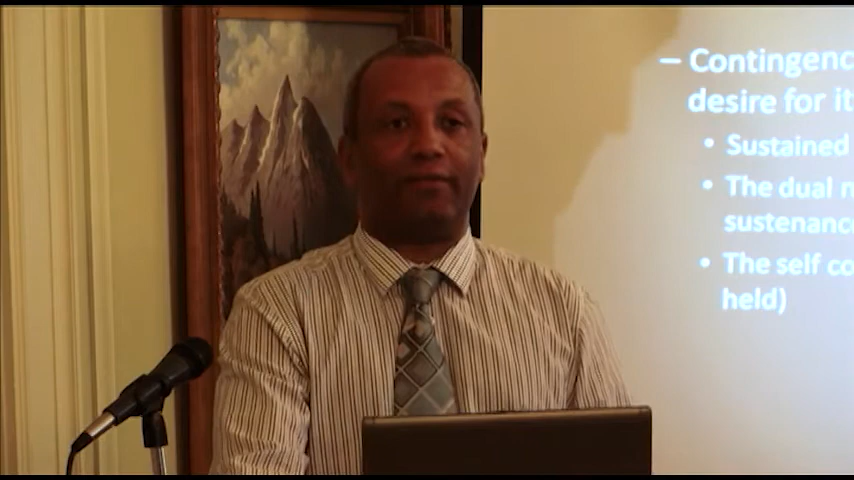 – Contingenc
desire for it
• Sustained
• The dual
sustenanc
• The self co
held)